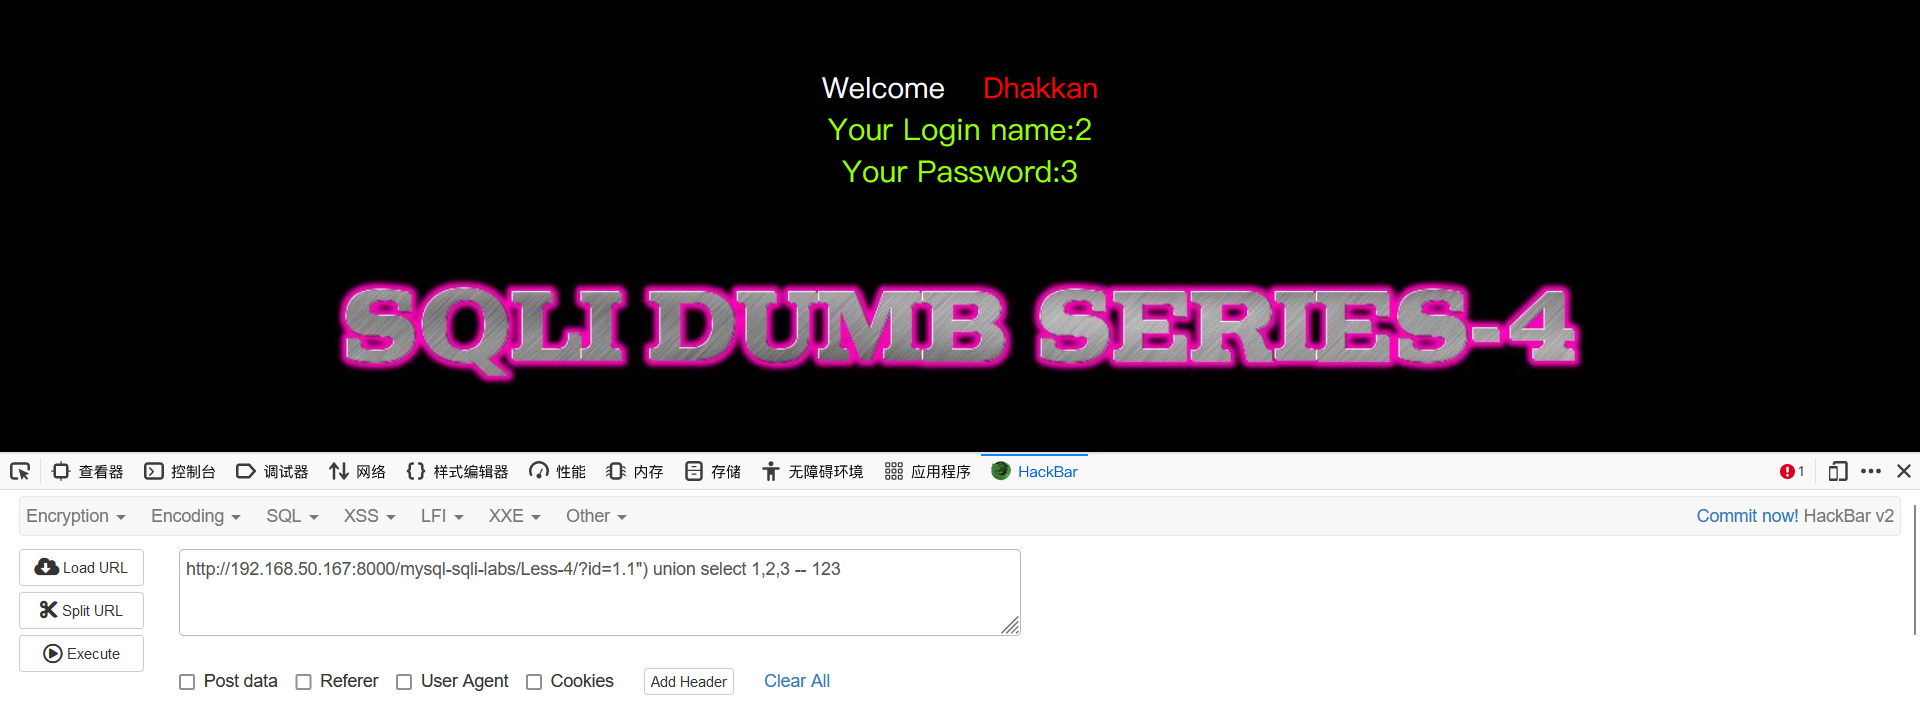 Welcome Dhakkan
Your Login name:2
Your Password:3
SQLI DUMB SERIES-4
查看器 控制台 调试器 网络 样式编辑器 性能 内存 存储 无障碍环境 应用程序 HackBar 1
Encryption Encoding SQL XSS LFI XXE Other Commit now! HackBar v2
Load URL http://192.168.50.167:8000/mysql-sqli-labs/Less-4/?id=1.1") union select 1,2,3 -- 123
Split URL
Execute
Post data Referer User Agent Cookies Add Header Clear All